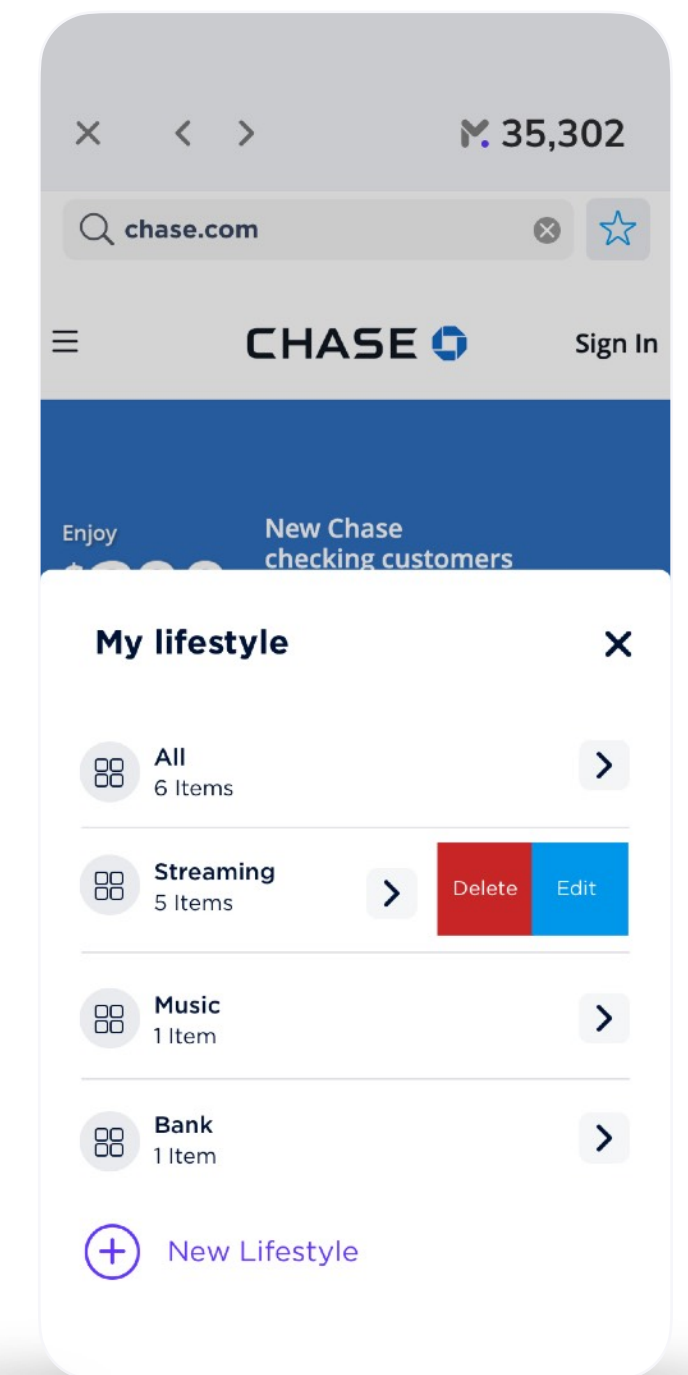 35,302
chase.com
CHASE
Sign In
Enjoy
New Chase
checking customers
My lifestyle
All
6 Items
Streaming
5 Items
Delete
Edit
Music
1 Item
Bank
1 Item
New Lifestyle